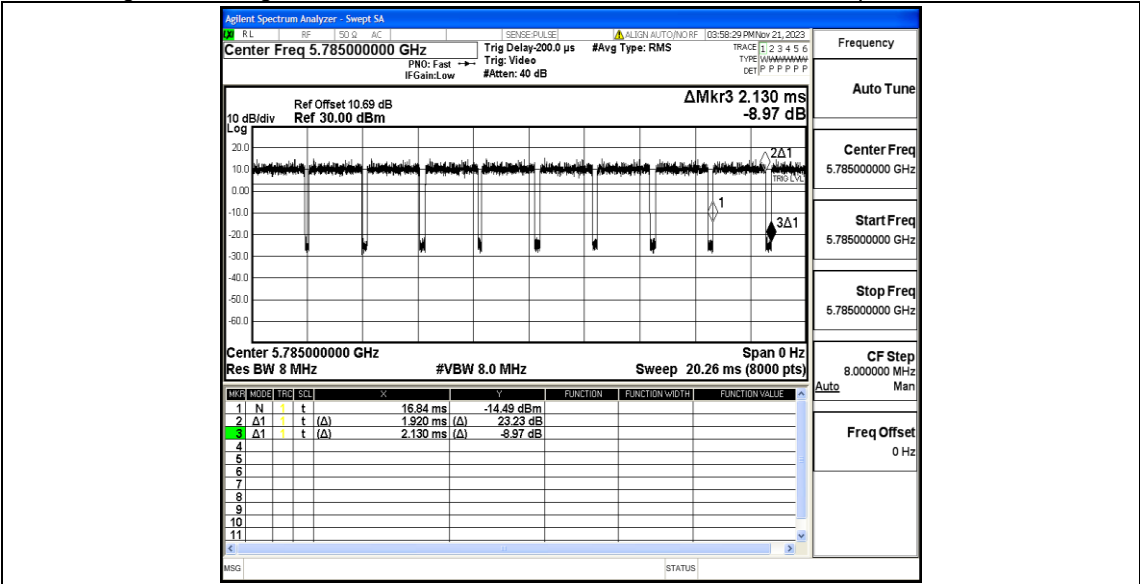 Agilent Spectrum Analyzer - Swept SA
RL RF 50 Ω AC SENSE:PULSE ALIGN AUTO/NO RF 03:58:29 PM Nov 21, 2023
Center Freq 5.785000000 GHz
PNO: Fast
IFGain:Low
Trig Delay-200.0 µs
Trig: Video
#Atten: 40 dB
#Avg Type: RMS
TRACE 1 2 3 4 5 6
TYPE
DET P P P P P P
Frequency
Auto Tune
ΔMkr3 2.130 ms
-8.97 dB
Ref Offset 10.69 dB
10 dB/div Ref 30.00 dBm
Log
20.0
10.0
0.00
-10.0
-20.0
-30.0
-40.0
-50.0
-60.0
2Δ1
TRIG LVL
1
3Δ1
Center Freq
5.785000000 GHz
Start Freq
5.785000000 GHz
Stop Freq
5.785000000 GHz
Center 5.785000000 GHz Span 0 Hz
Res BW 8 MHz #VBW 8.0 MHz Sweep 20.26 ms (8000 pts)
CF Step
8.000000 MHz
Auto Man
Freq Offset
0 Hz
MKR MODE TRC SCL X Y FUNCTION FUNCTION WIDTH FUNCTION VALUE
1 N 1 t 16.84 ms -14.49 dBm
2 Δ1 1 t (Δ) 1.920 ms (Δ) 23.23 dB
3 Δ1 1 t (Δ) 2.130 ms (Δ) -8.97 dB
4
5
6
7
8
9
10
11
MSG STATUS